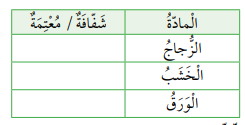 الْمادَّةُ شَفّافَةٌ / مُعْتِمَةٌ
الزُّجاجُ
الْخَشَبُ
الْوَرَقُ